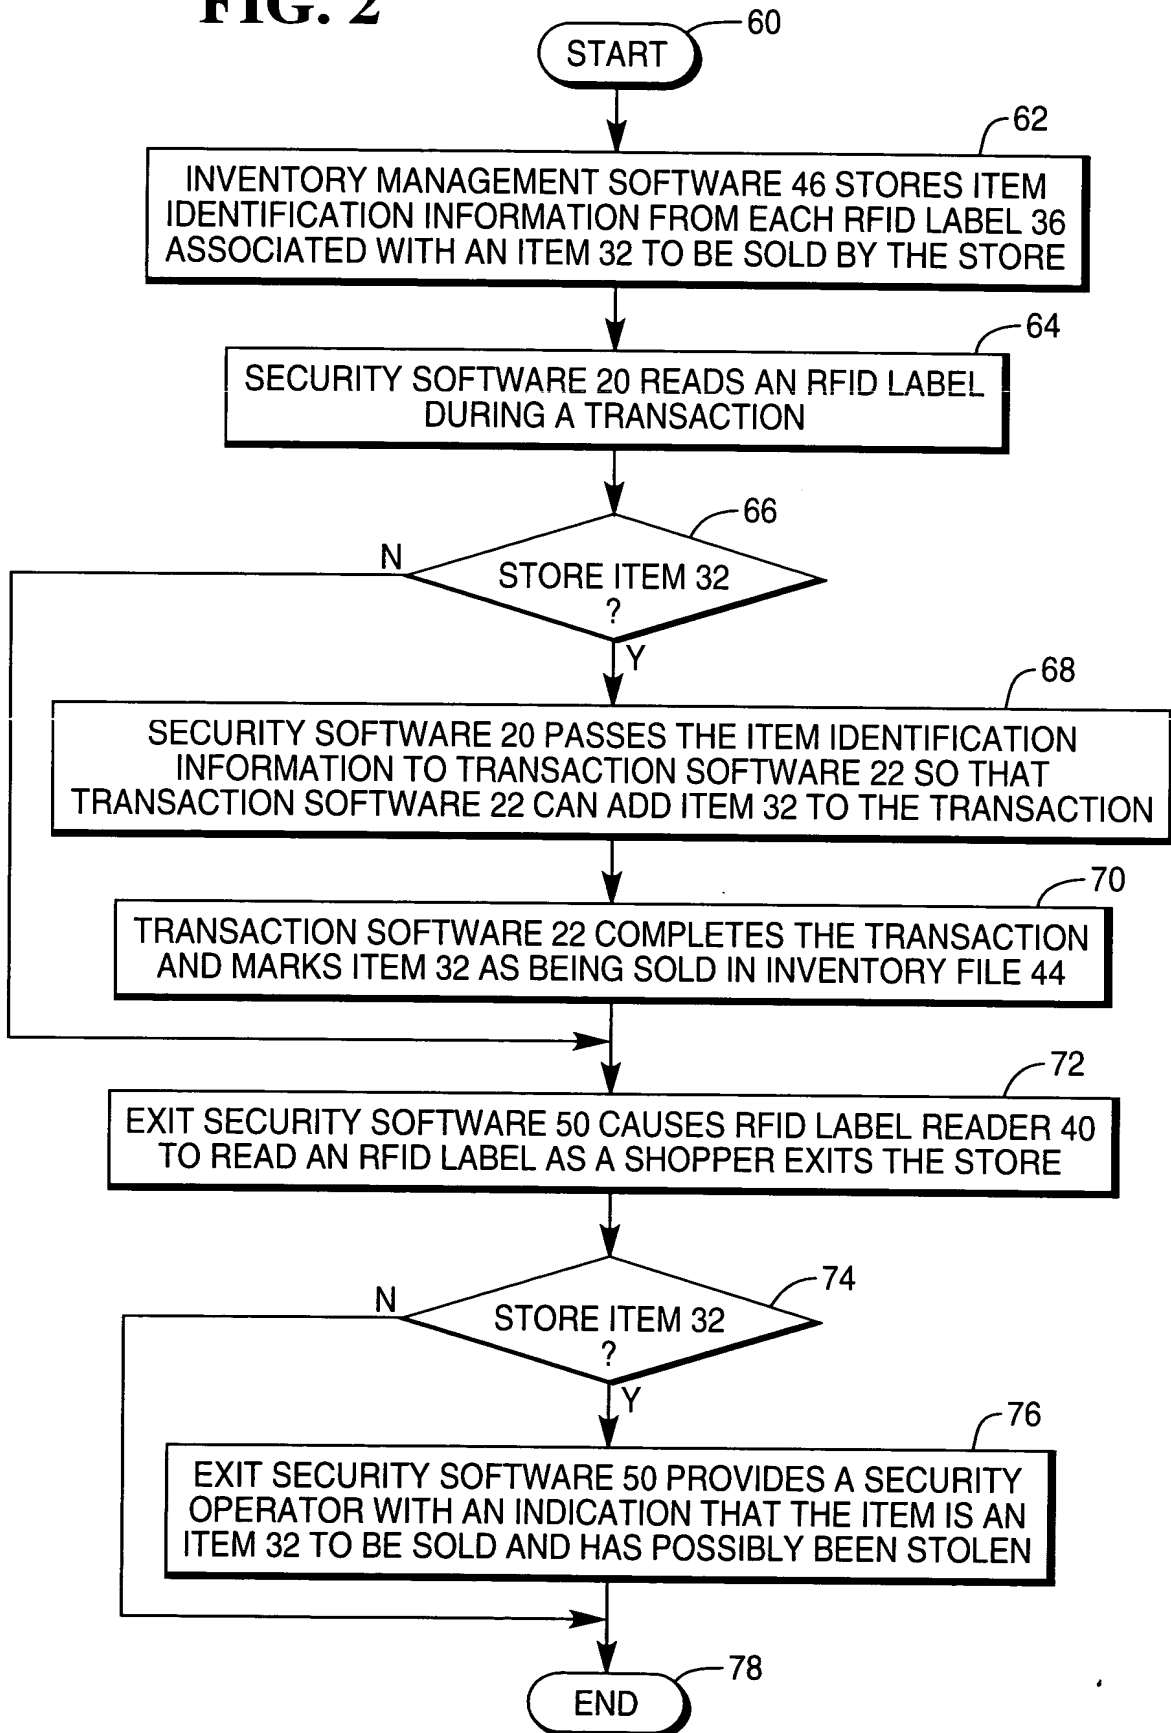 FIG. 2
60
START
62
INVENTORY MANAGEMENT SOFTWARE 46 STORES ITEM
IDENTIFICATION INFORMATION FROM EACH RFID LABEL 36
ASSOCIATED WITH AN ITEM 32 TO BE SOLD BY THE STORE
64
SECURITY SOFTWARE 20 READS AN RFID LABEL
DURING A TRANSACTION
66
N
STORE ITEM 32
?
Y
68
SECURITY SOFTWARE 20 PASSES THE ITEM IDENTIFICATION
INFORMATION TO TRANSACTION SOFTWARE 22 SO THAT
TRANSACTION SOFTWARE 22 CAN ADD ITEM 32 TO THE TRANSACTION
70
TRANSACTION SOFTWARE 22 COMPLETES THE TRANSACTION
AND MARKS ITEM 32 AS BEING SOLD IN INVENTORY FILE 44
72
EXIT SECURITY SOFTWARE 50 CAUSES RFID LABEL READER 40
TO READ AN RFID LABEL AS A SHOPPER EXITS THE STORE
74
N
STORE ITEM 32
?
Y
76
EXIT SECURITY SOFTWARE 50 PROVIDES A SECURITY
OPERATOR WITH AN INDICATION THAT THE ITEM IS AN
ITEM 32 TO BE SOLD AND HAS POSSIBLY BEEN STOLEN
78
END